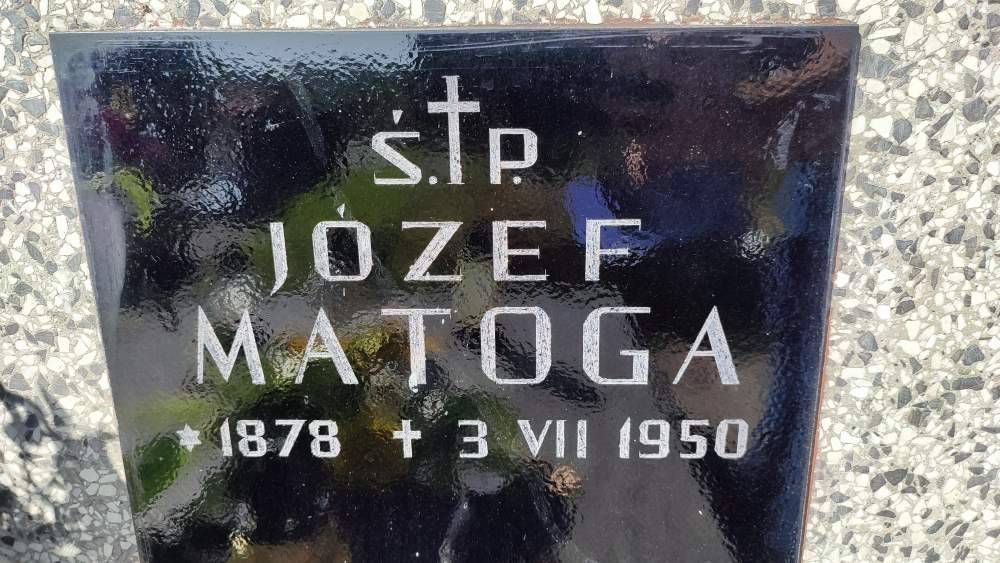 Ś.†P.
JÓZEF
MATOGA
* 1878 † 3 VII 1950